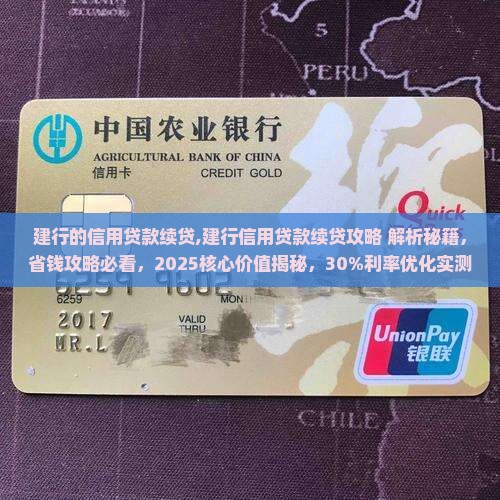 PERU
中国农业银行
AGRICULTURAL BANK OF CHINA
信用卡 CREDIT GOLD
Quick
建行的信用贷款续贷,建行信用贷款续贷攻略 解析秘籍，
省钱攻略必看，2025核心价值揭秘，30%利率优化实测
6259
MON
2017
VALID
THRU
MR.L
UnionPay
银联
CHILE